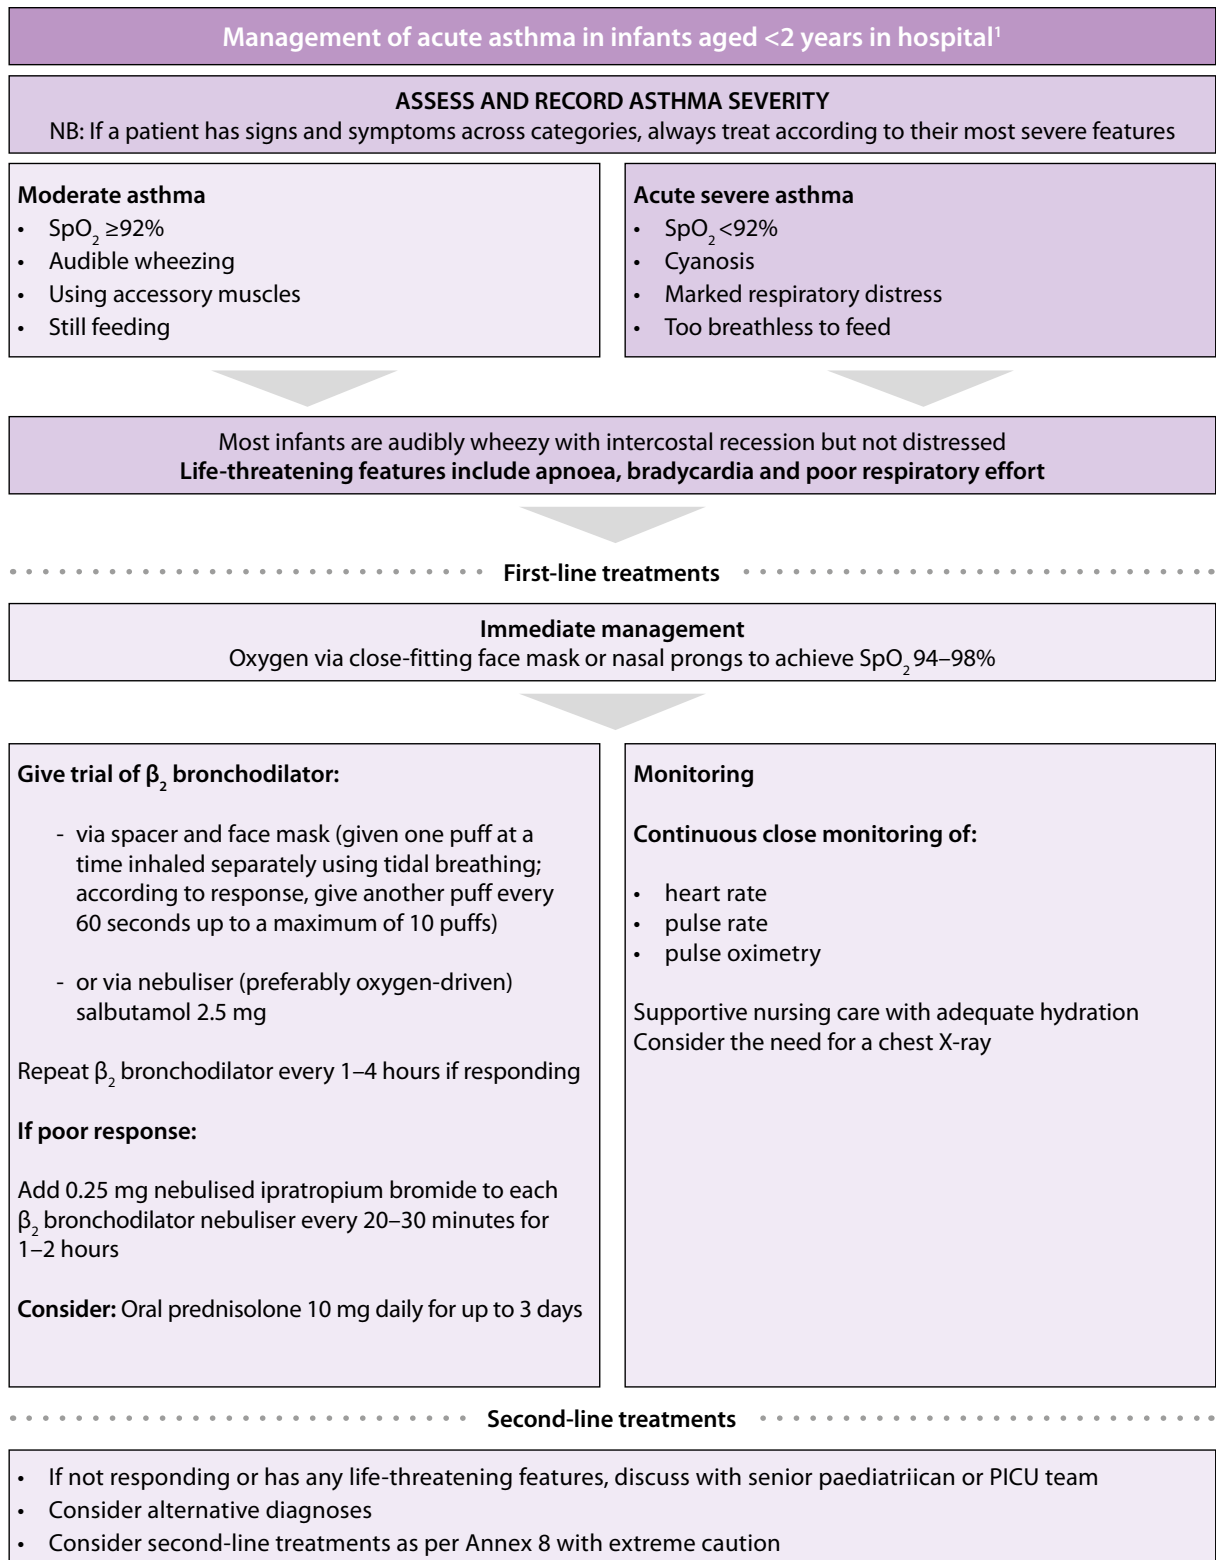 Management of acute asthma in infants aged <2 years in hospital¹
ASSESS AND RECORD ASTHMA SEVERITY
NB: If a patient has signs and symptoms across categories, always treat according to their most severe features
Moderate asthma
• SpO₂ ≥92%
• Audible wheezing
• Using accessory muscles
• Still feeding
Acute severe asthma
• SpO₂ <92%
• Cyanosis
• Marked respiratory distress
• Too breathless to feed
Most infants are audibly wheezy with intercostal recession but not distressed
Life-threatening features include apnoea, bradycardia and poor respiratory effort
First-line treatments
Immediate management
Oxygen via close-fitting face mask or nasal prongs to achieve SpO₂ 94–98%
Give trial of β₂ bronchodilator:
- via spacer and face mask (given one puff at a
time inhaled separately using tidal breathing;
according to response, give another puff every
60 seconds up to a maximum of 10 puffs)
- or via nebuliser (preferably oxygen-driven)
salbutamol 2.5 mg
Repeat β₂ bronchodilator every 1–4 hours if responding
If poor response:
Add 0.25 mg nebulised ipratropium bromide to each
β₂ bronchodilator nebuliser every 20–30 minutes for
1–2 hours
Consider: Oral prednisolone 10 mg daily for up to 3 days
Monitoring
Continuous close monitoring of:
• heart rate
• pulse rate
• pulse oximetry
Supportive nursing care with adequate hydration
Consider the need for a chest X-ray
Second-line treatments
• If not responding or has any life-threatening features, discuss with senior paediatriican or PICU team
• Consider alternative diagnoses
• Consider second-line treatments as per Annex 8 with extreme caution